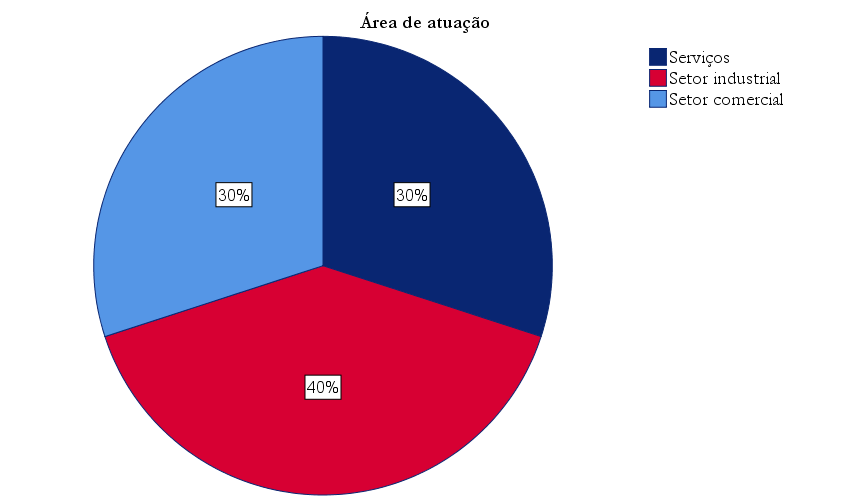 Área de atuação
Serviços
Setor industrial
Setor comercial
30%
30%
40%